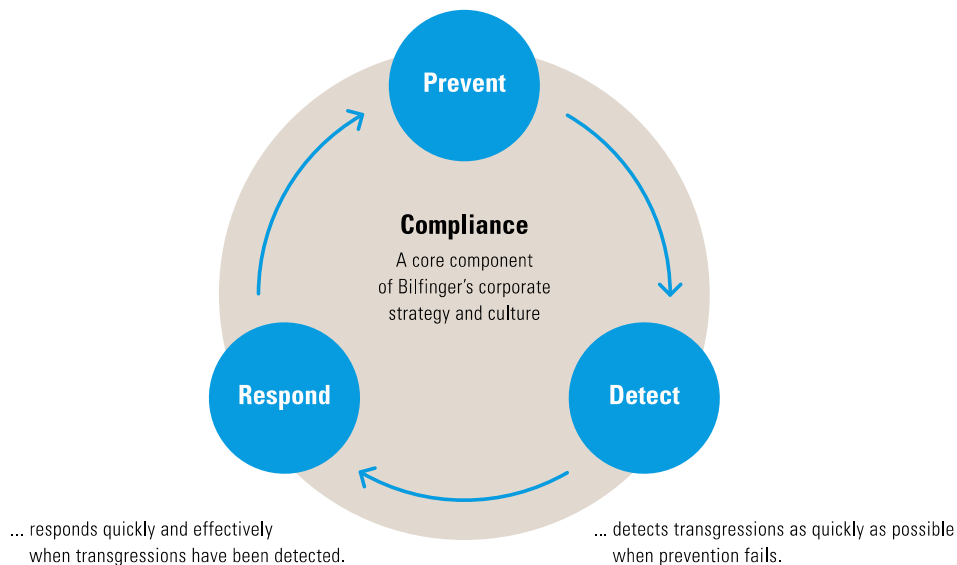 Prevent
Compliance
A core component
of Bilfinger’s corporate
strategy and culture
Respond
Detect
... responds quickly and effectively
when transgressions have been detected.
... detects transgressions as quickly as possible
when prevention fails.